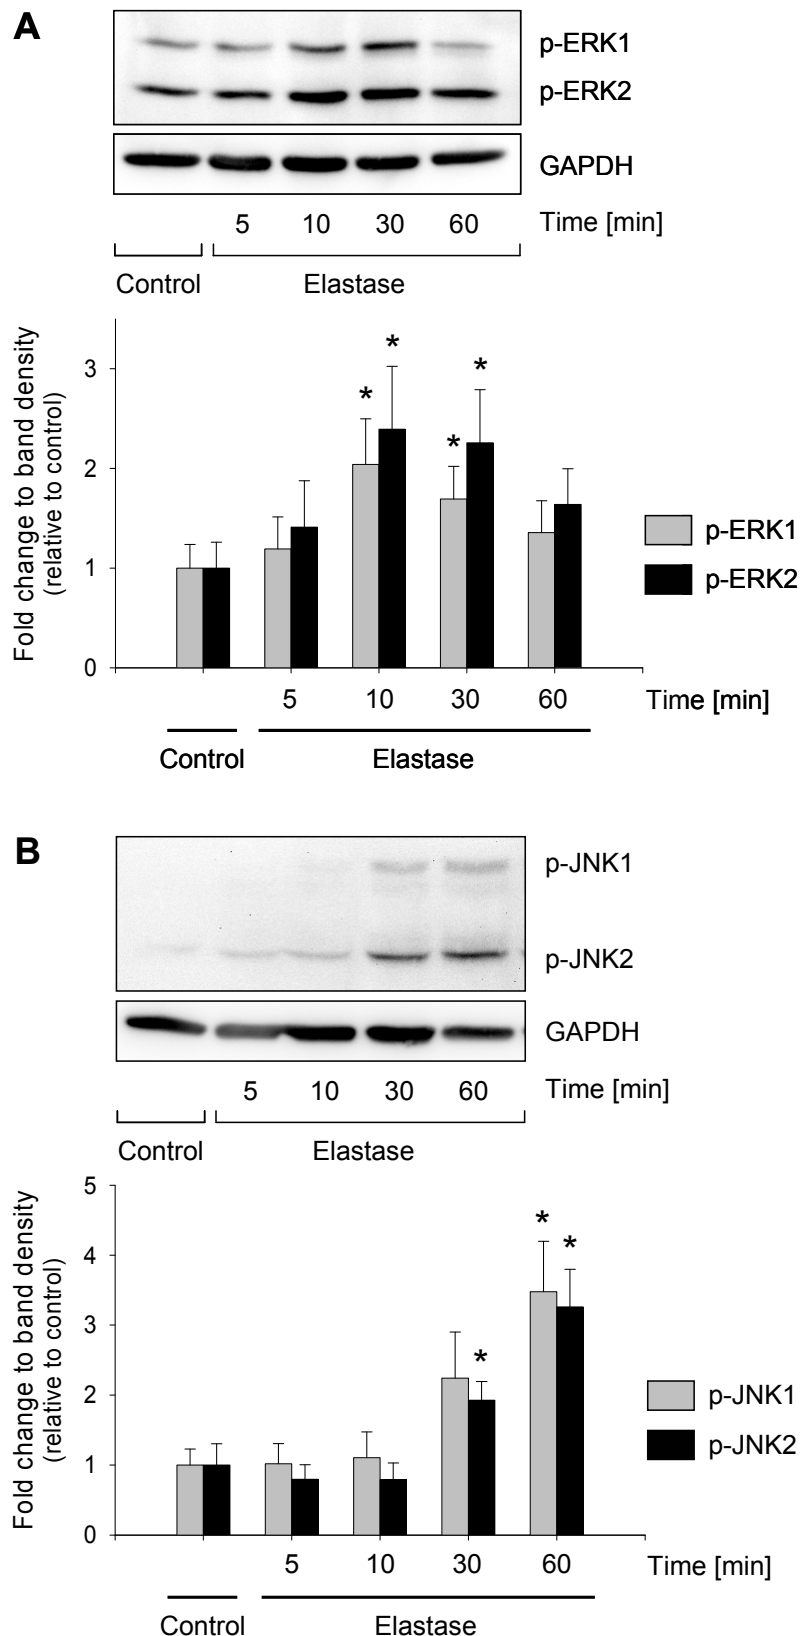 A
p-ERK1
p-ERK2
GAPDH
5 10 30 60 Time [min]
Control Elastase
Fold change to band density
(relative to control)
3
2
1
0
* * * *
p-ERK1
p-ERK2
5 10 30 60 Time [min]
Control Elastase
B
p-JNK1
p-JNK2
GAPDH
5 10 30 60 Time [min]
Control Elastase
Fold change to band density
(relative to control)
5
4
3
2
1
0
* * *
p-JNK1
p-JNK2
5 10 30 60 Time [min]
Control Elastase